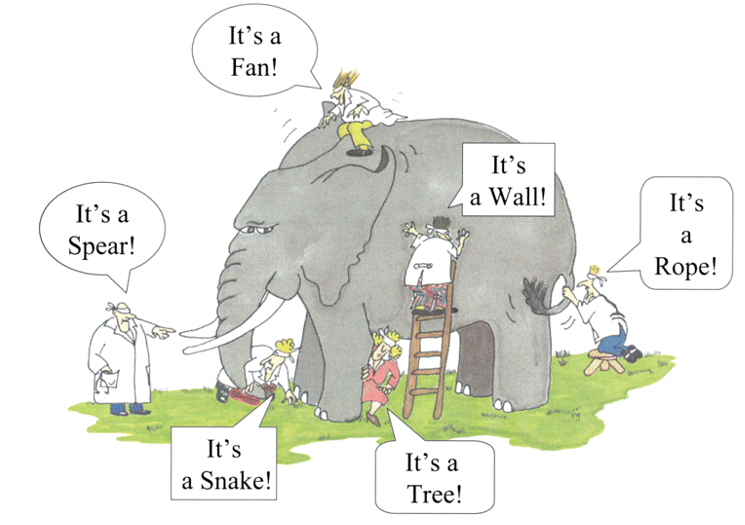 It's a
Fan!
It's
a Wall!
It's a
Spear!
It's
a
Rope!
It's
a Snake!
It's a
Tree!